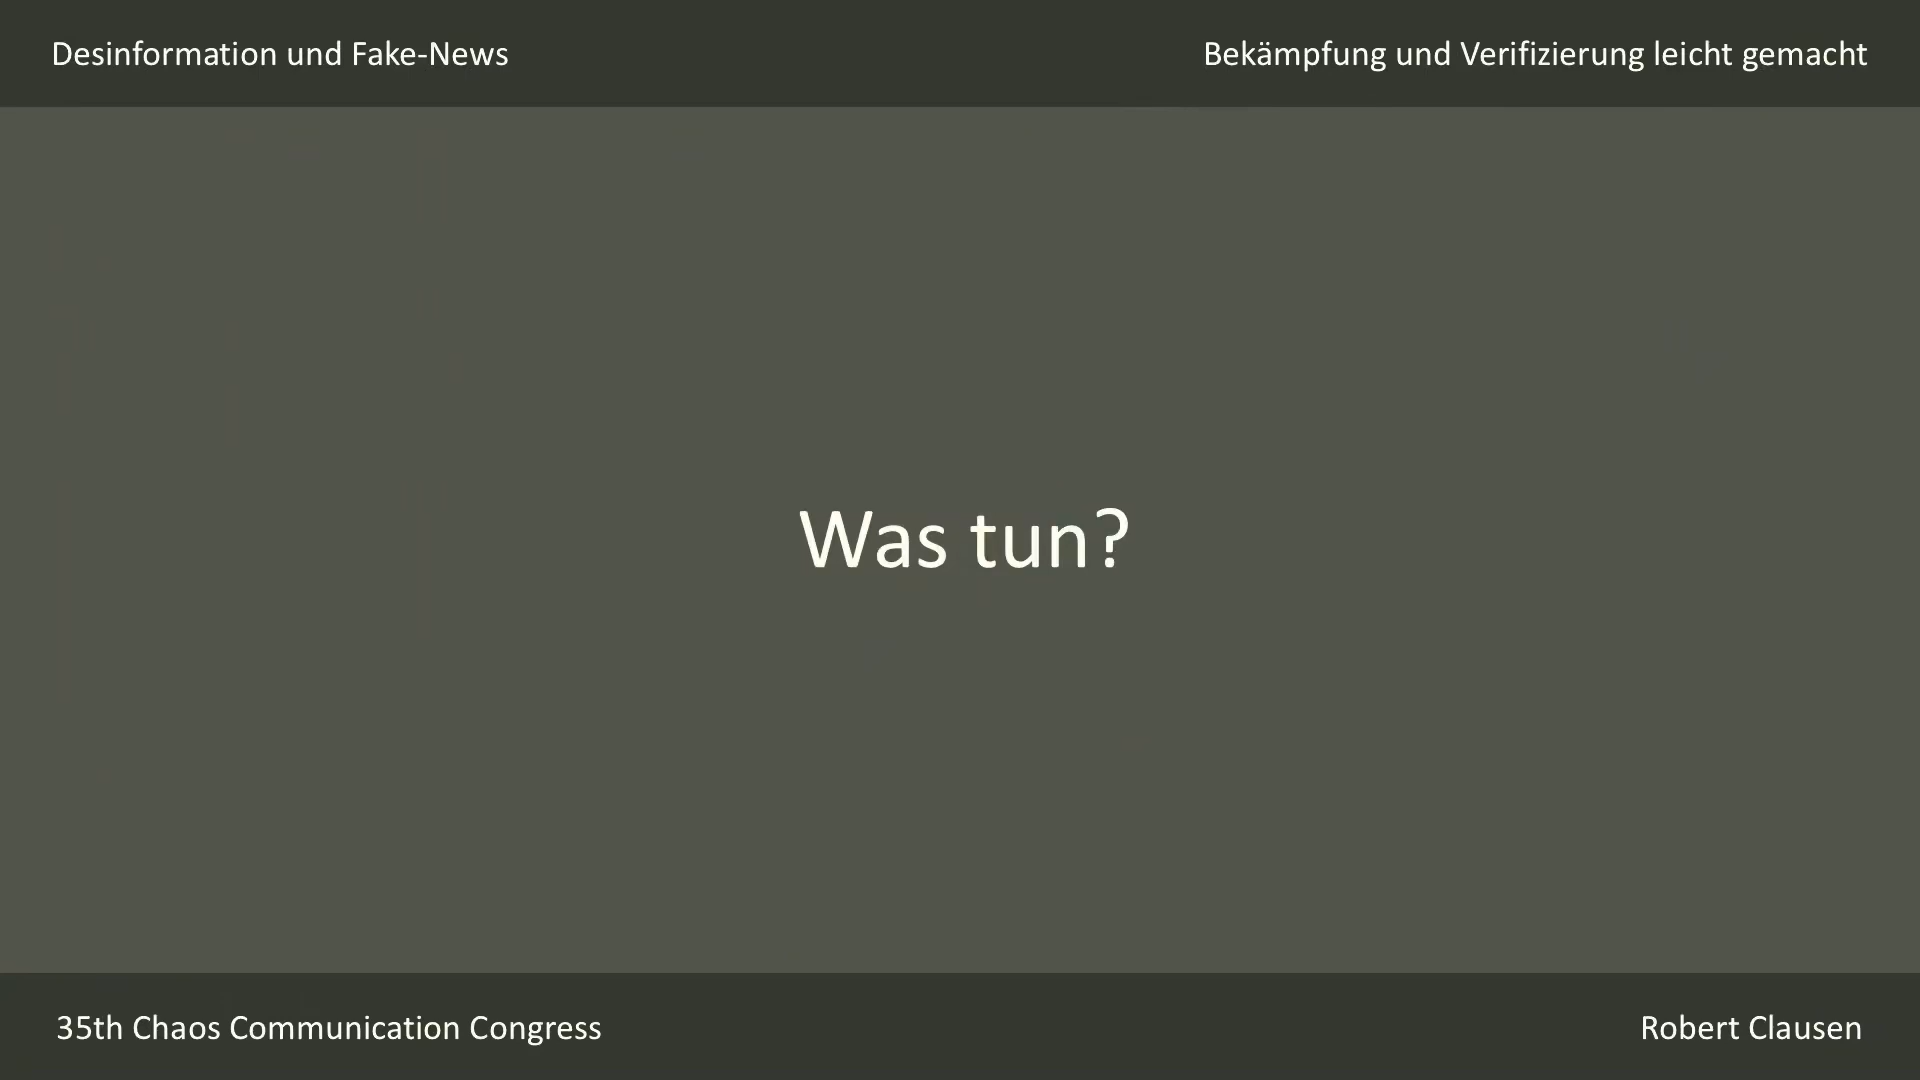 Desinformation und Fake-News
Bekämpfung und Verifizierung leicht gemacht
Was tun?
35th Chaos Communication Congress
Robert Clausen